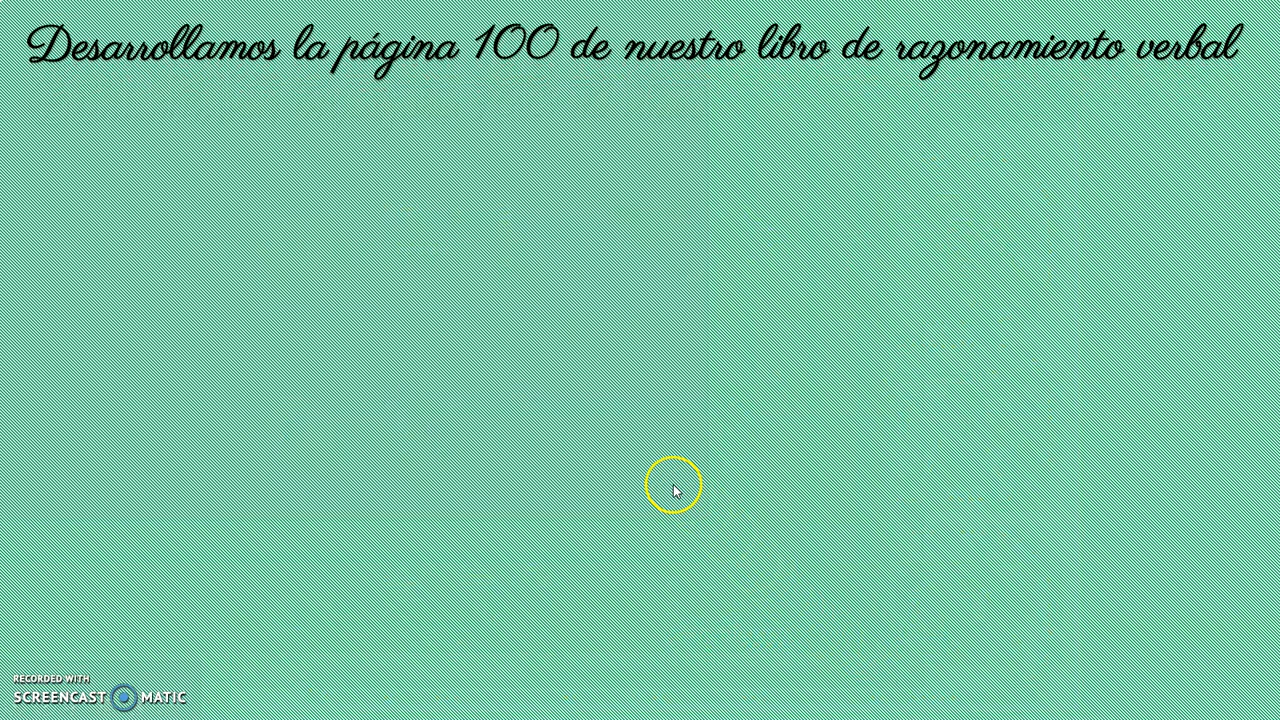 Desarrollamos la página 100 de nuestro libro de razonamiento verbal
RECORDED WITH
SCREENCAST MATIC